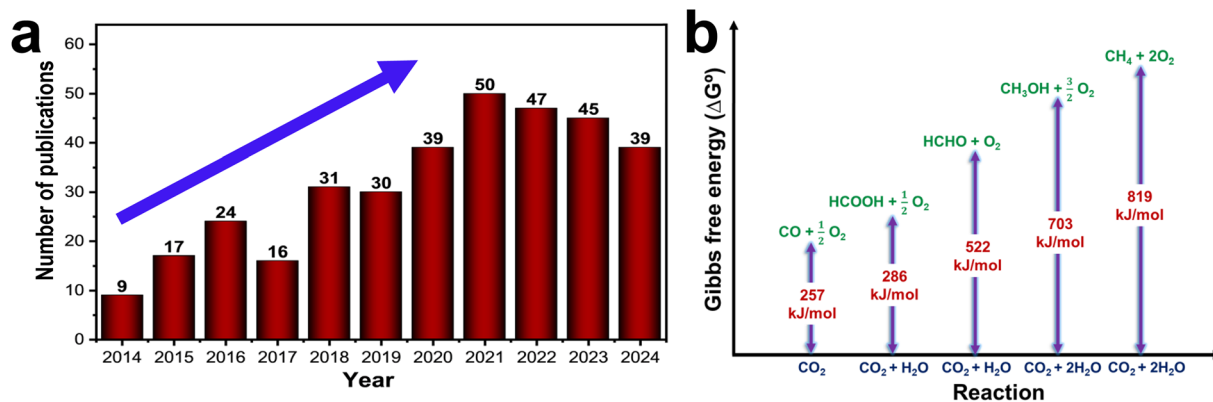 a
Number of publications
60
50
40
30
20
10
0
9
17
24
16
31
30
39
50
47
45
39
2014 2015 2016 2017 2018 2019 2020 2021 2022 2023 2024
Year
b
Gibbs free energy (ΔGº)
CO + 1/2 O₂
257
kJ/mol
HCOOH + 1/2 O₂
286
kJ/mol
HCHO + O₂
522
kJ/mol
CH₃OH + 3/2 O₂
703
kJ/mol
CH₄ + 2O₂
819
kJ/mol
CO₂ CO₂ + H₂O CO₂ + H₂O CO₂ + 2H₂O CO₂ + 2H₂O
Reaction